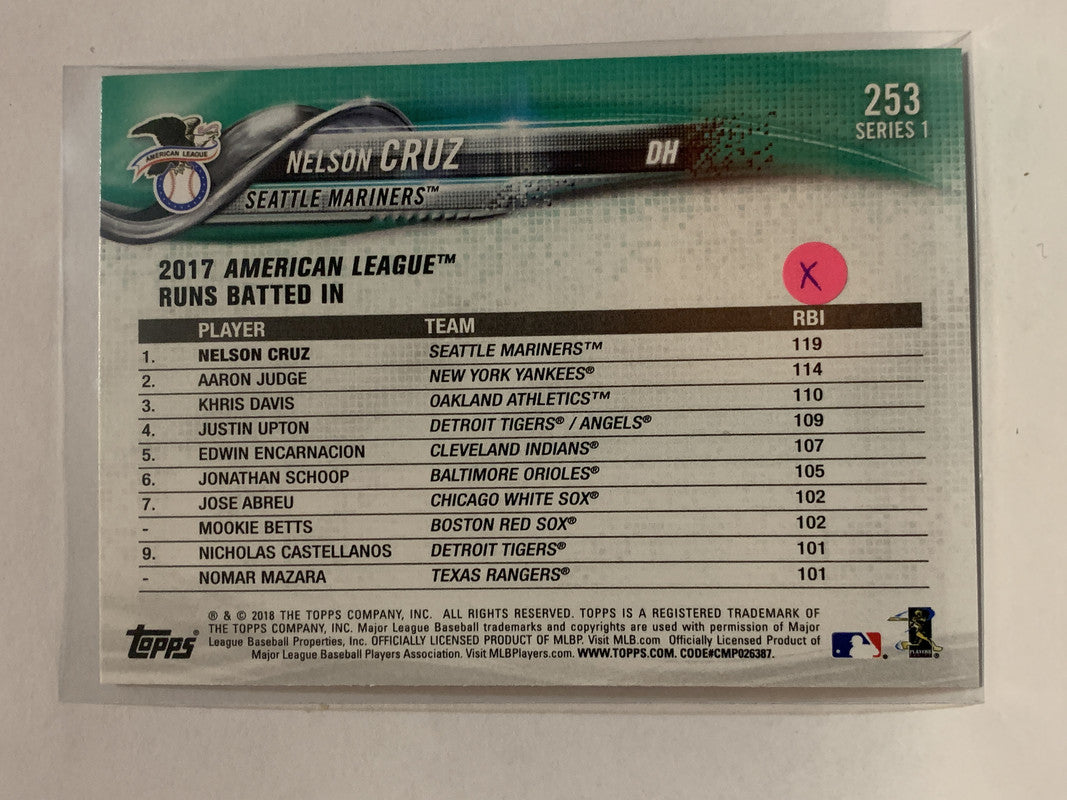 253
SERIES 1
AMERICAN LEAGUE
NELSON CRUZ DH
SEATTLE MARINERS™
2017 AMERICAN LEAGUE™
RUNS BATTED IN
X
PLAYER TEAM RBI
1. NELSON CRUZ SEATTLE MARINERS™ 119
2. AARON JUDGE NEW YORK YANKEES® 114
3. KHRIS DAVIS OAKLAND ATHLETICS™ 110
4. JUSTIN UPTON DETROIT TIGERS® / ANGELS® 109
5. EDWIN ENCARNACION CLEVELAND INDIANS® 107
6. JONATHAN SCHOOP BALTIMORE ORIOLES® 105
7. JOSE ABREU CHICAGO WHITE SOX® 102
- MOOKIE BETTS BOSTON RED SOX® 102
9. NICHOLAS CASTELLANOS DETROIT TIGERS® 101
- NOMAR MAZARA TEXAS RANGERS® 101
® & © 2018 THE TOPPS COMPANY, INC. ALL RIGHTS RESERVED. TOPPS IS A REGISTERED TRADEMARK OF
THE TOPPS COMPANY, INC. Major League Baseball trademarks and copyrights are used with permission of Major
League Baseball Properties, Inc. OFFICIALLY LICENSED PRODUCT OF MLBP. Visit MLB.com Officially Licensed Product of
Major League Baseball Players Association. Visit MLBPlayers.com. WWW.TOPPS.COM. CODE#CMP026387.
topps®
PLAYERS